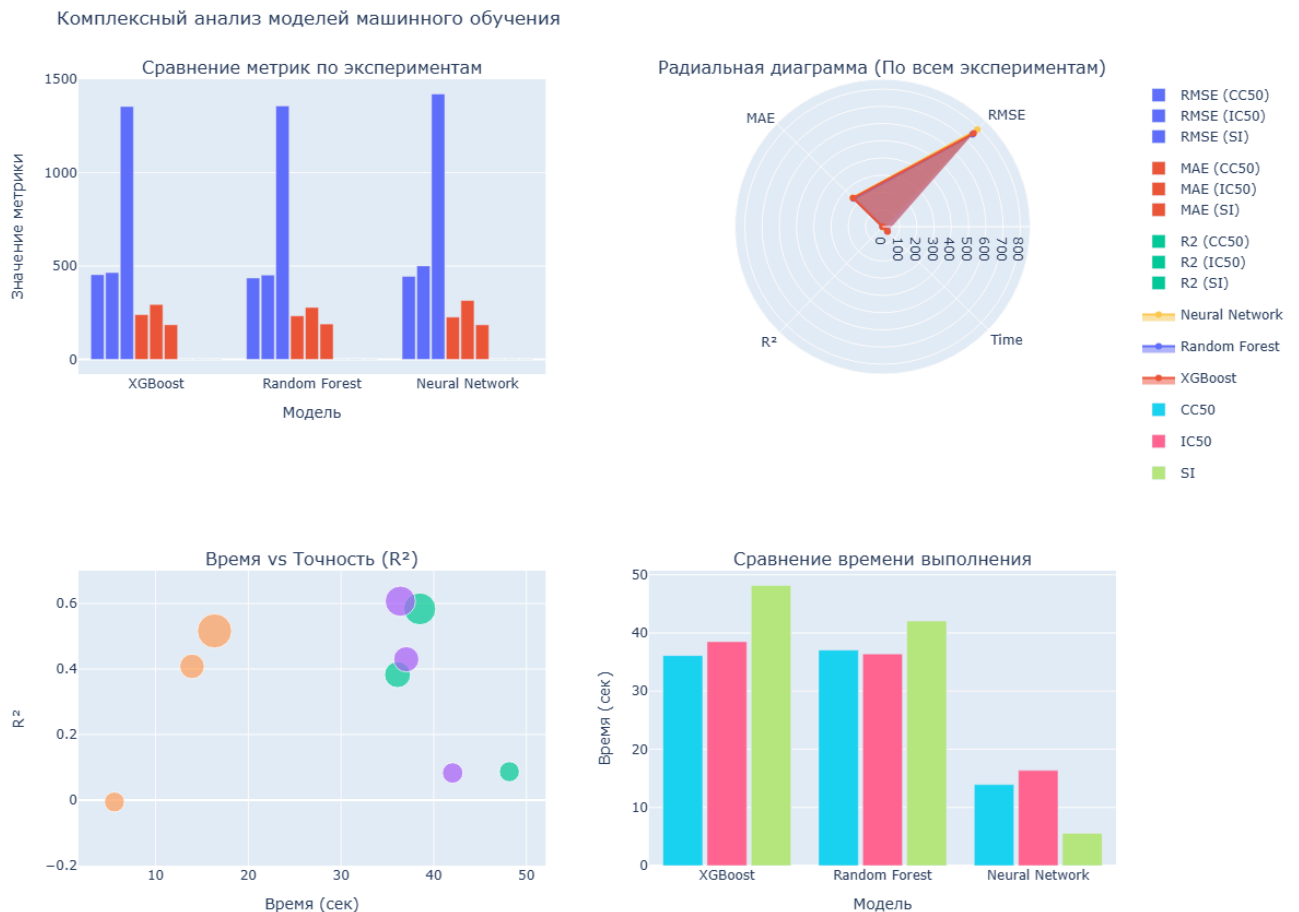 Комплексный анализ моделей машинного обучения
Сравнение метрик по экспериментам
1500
1000
500
0
Значение метрики
XGBoost
Random Forest
Neural Network
Модель
Радиальная диаграмма (По всем экспериментам)
MAE
RMSE
R²
Time
0
100
200
300
400
500
600
700
800
RMSE (CC50)
RMSE (IC50)
RMSE (SI)
MAE (CC50)
MAE (IC50)
MAE (SI)
R2 (CC50)
R2 (IC50)
R2 (SI)
Neural Network
Random Forest
XGBoost
CC50
IC50
SI
Время vs Точность (R²)
0.6
0.4
0.2
0
−0.2
R²
10
20
30
40
50
Время (сек)
Сравнение времени выполнения
50
40
30
20
10
0
Время (сек)
XGBoost
Random Forest
Neural Network
Модель